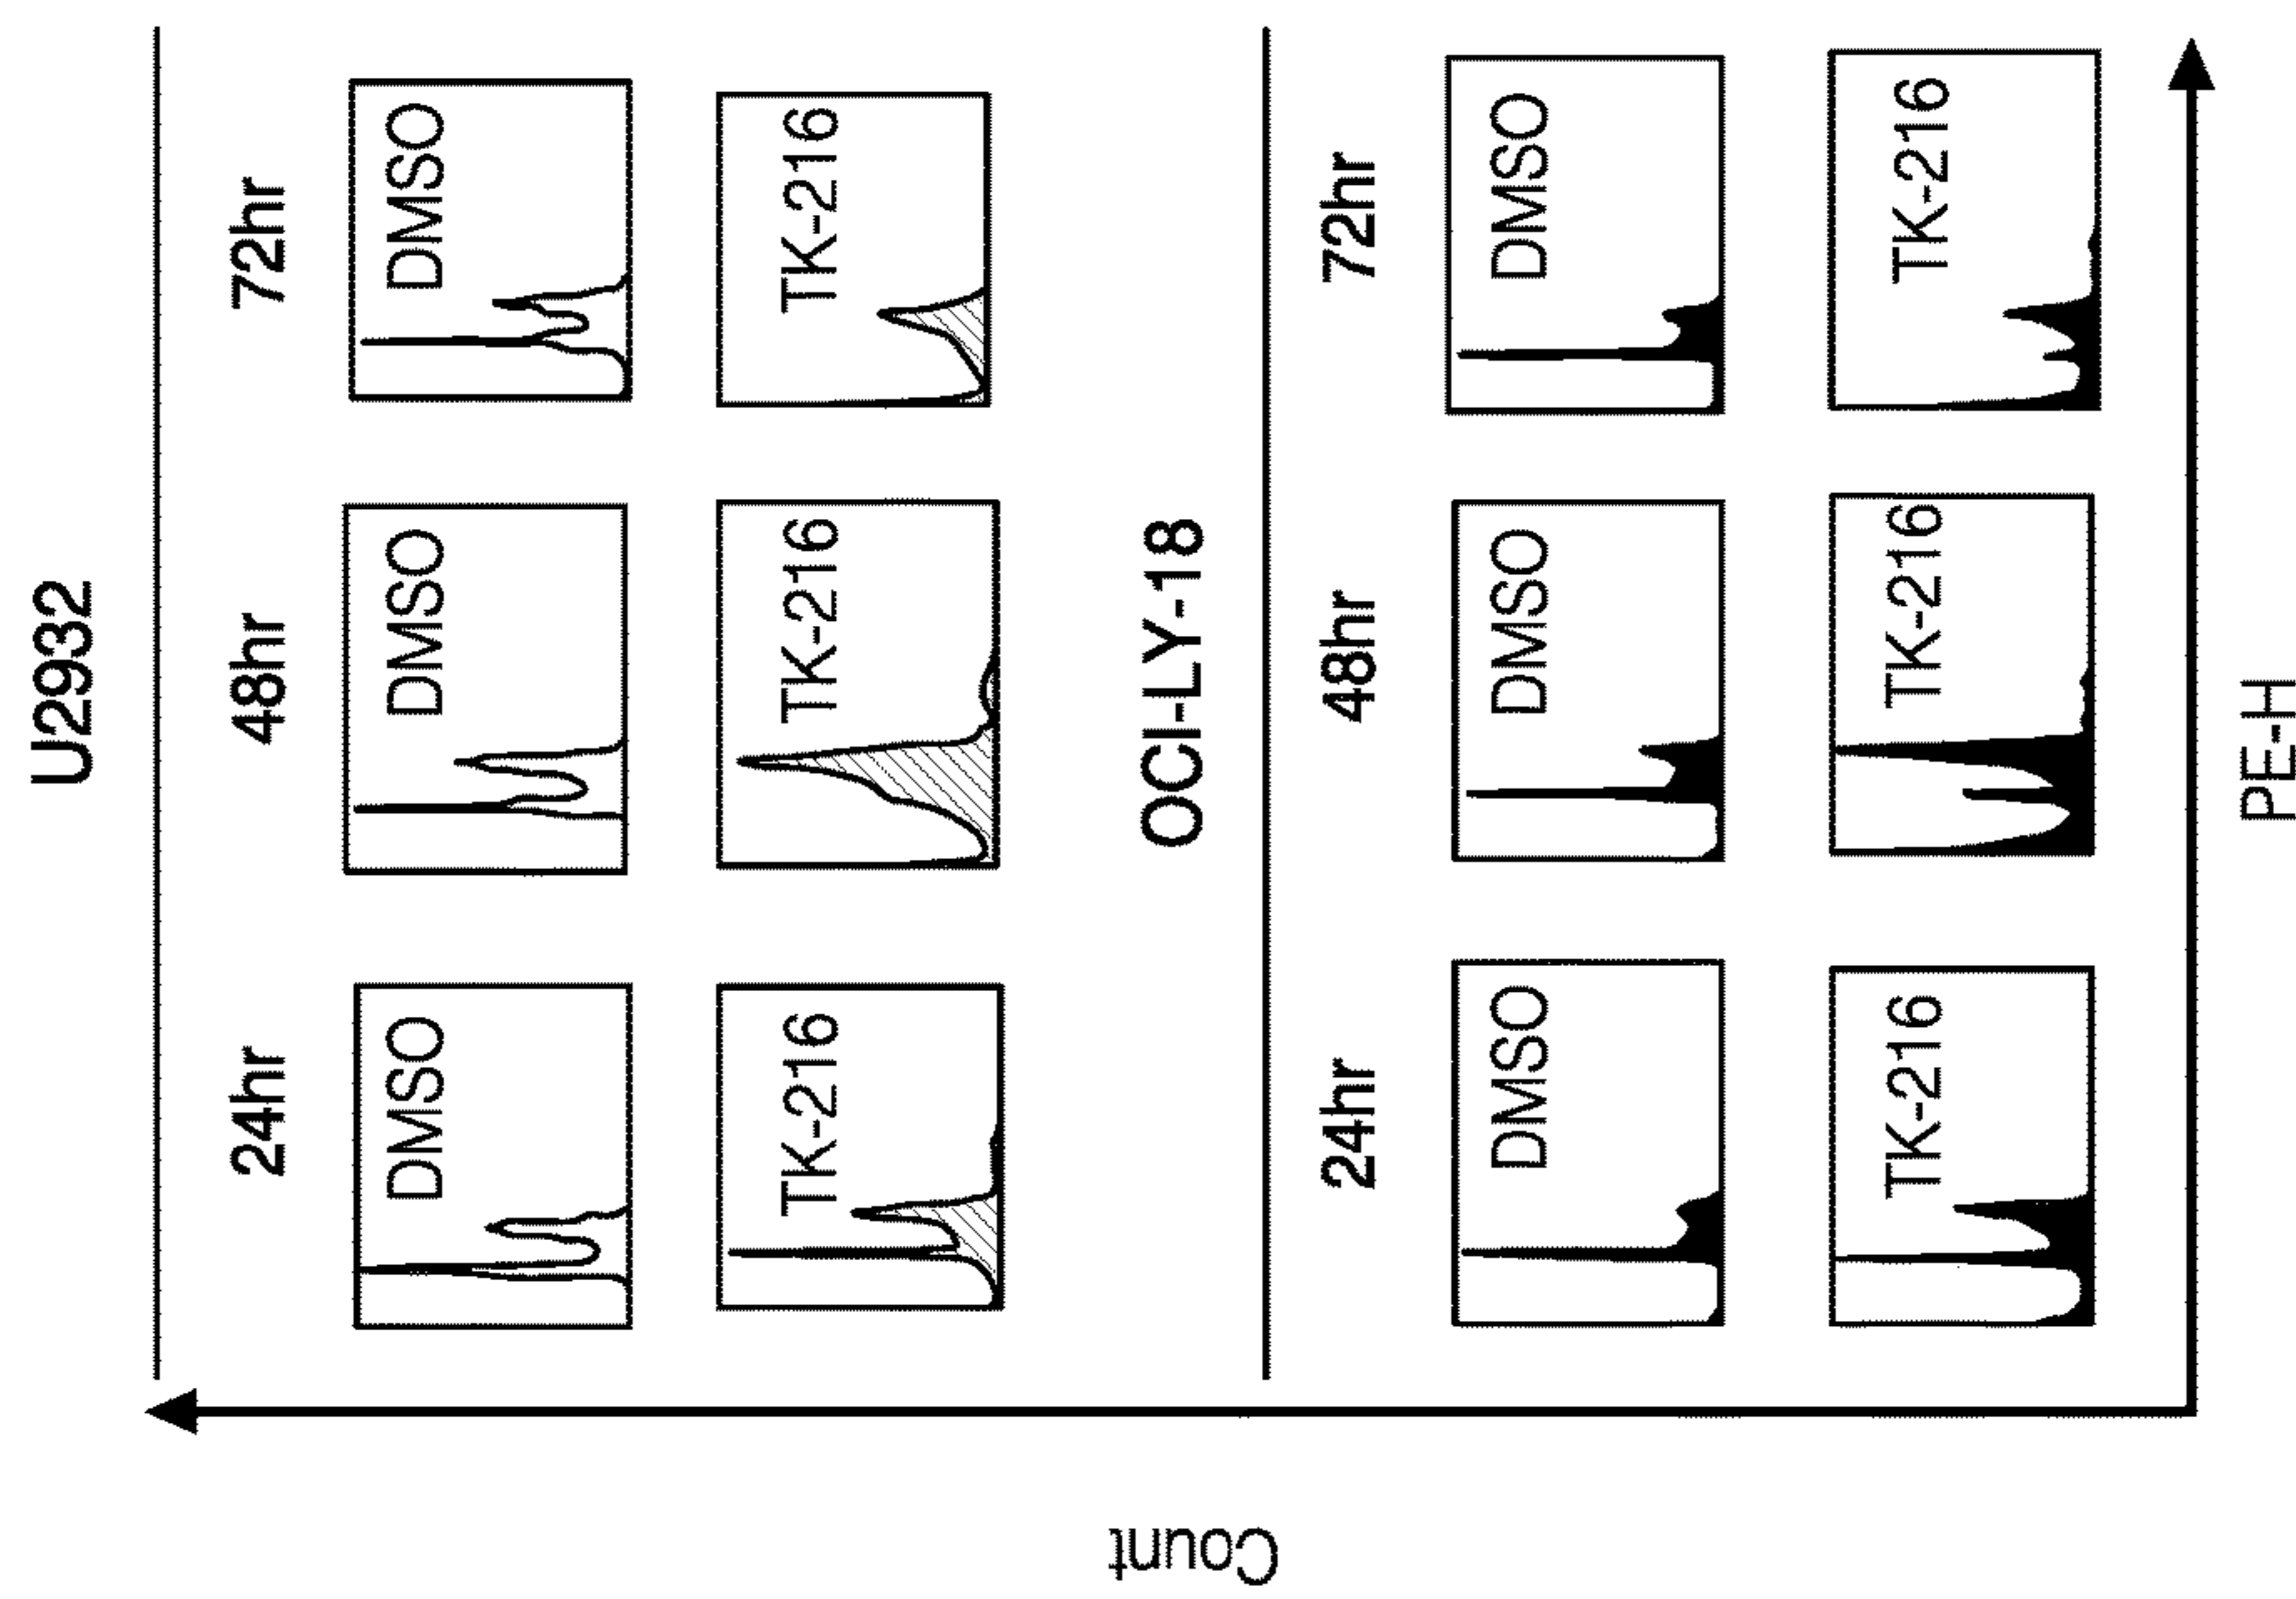 U2932
24hr 48hr 72hr
DMSO DMSO DMSO
TK-216 TK-216 TK-216
OCI-LY-18
24hr 48hr 72hr
DMSO DMSO DMSO
TK-216 TK-216 TK-216
Count
PE-H